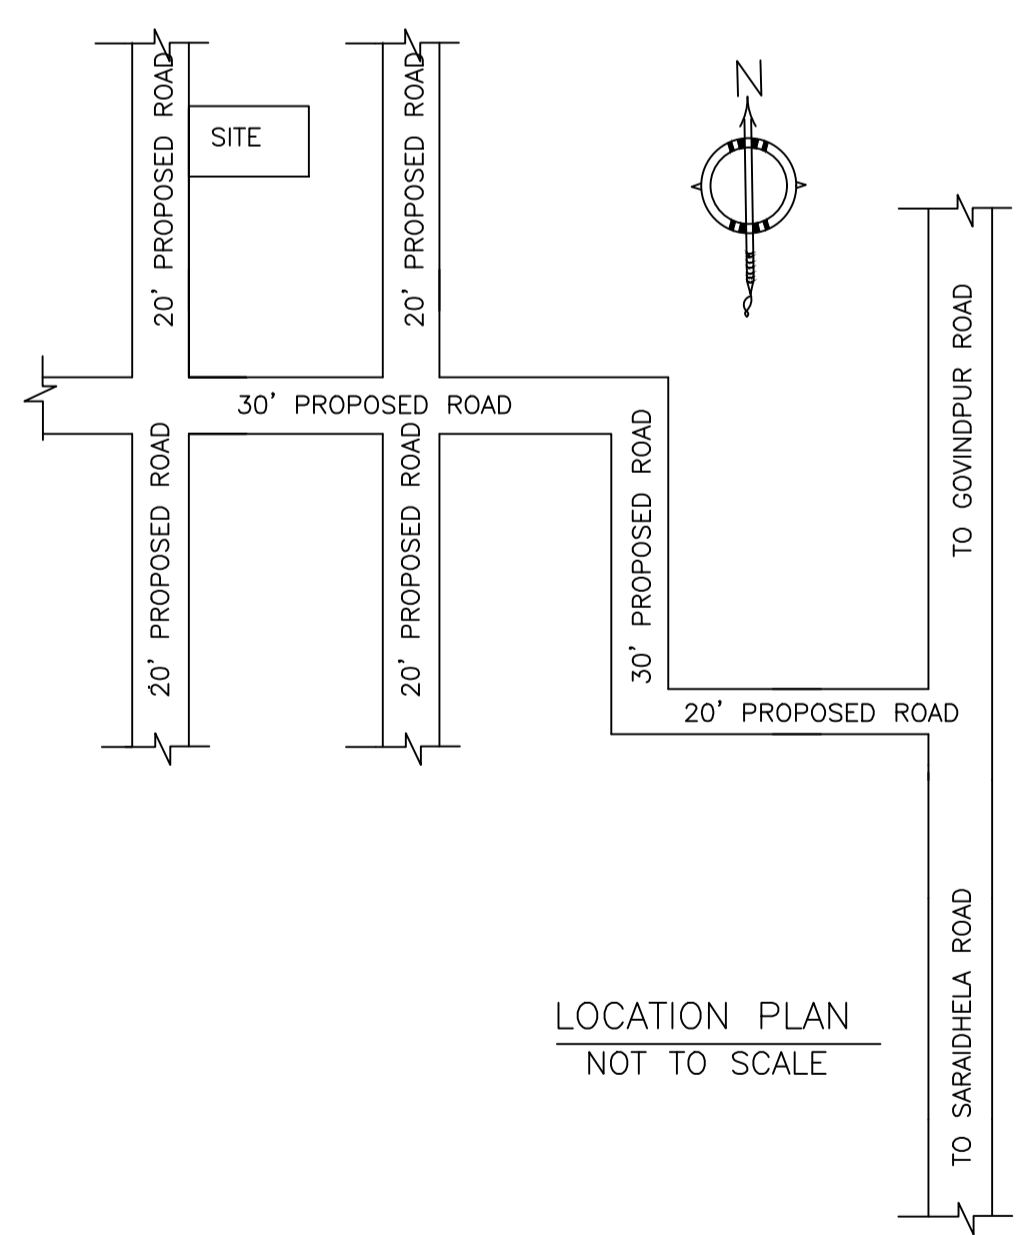 20' PROPOSED ROAD
SITE
20' PROPOSED ROAD
N
TO GOVINDPUR ROAD
30' PROPOSED ROAD
20' PROPOSED ROAD
20' PROPOSED ROAD
30' PROPOSED ROAD
20' PROPOSED ROAD
TO SARAIDHELA ROAD
LOCATION PLAN
NOT TO SCALE